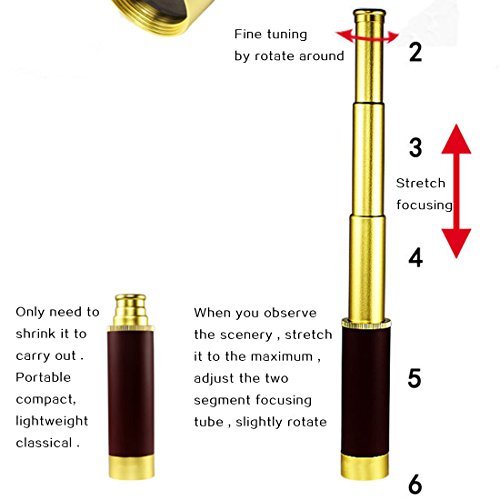 Fine tuning
by rotate around
2
3
Stretch
focusing
4
Only need to
shrink it to
carry out .
Portable
compact,
lightweight
classical .
When you observe
the scenery , stretch
it to the maximum ,
adjust the two
segment focusing
tube , slightly rotate
5
6